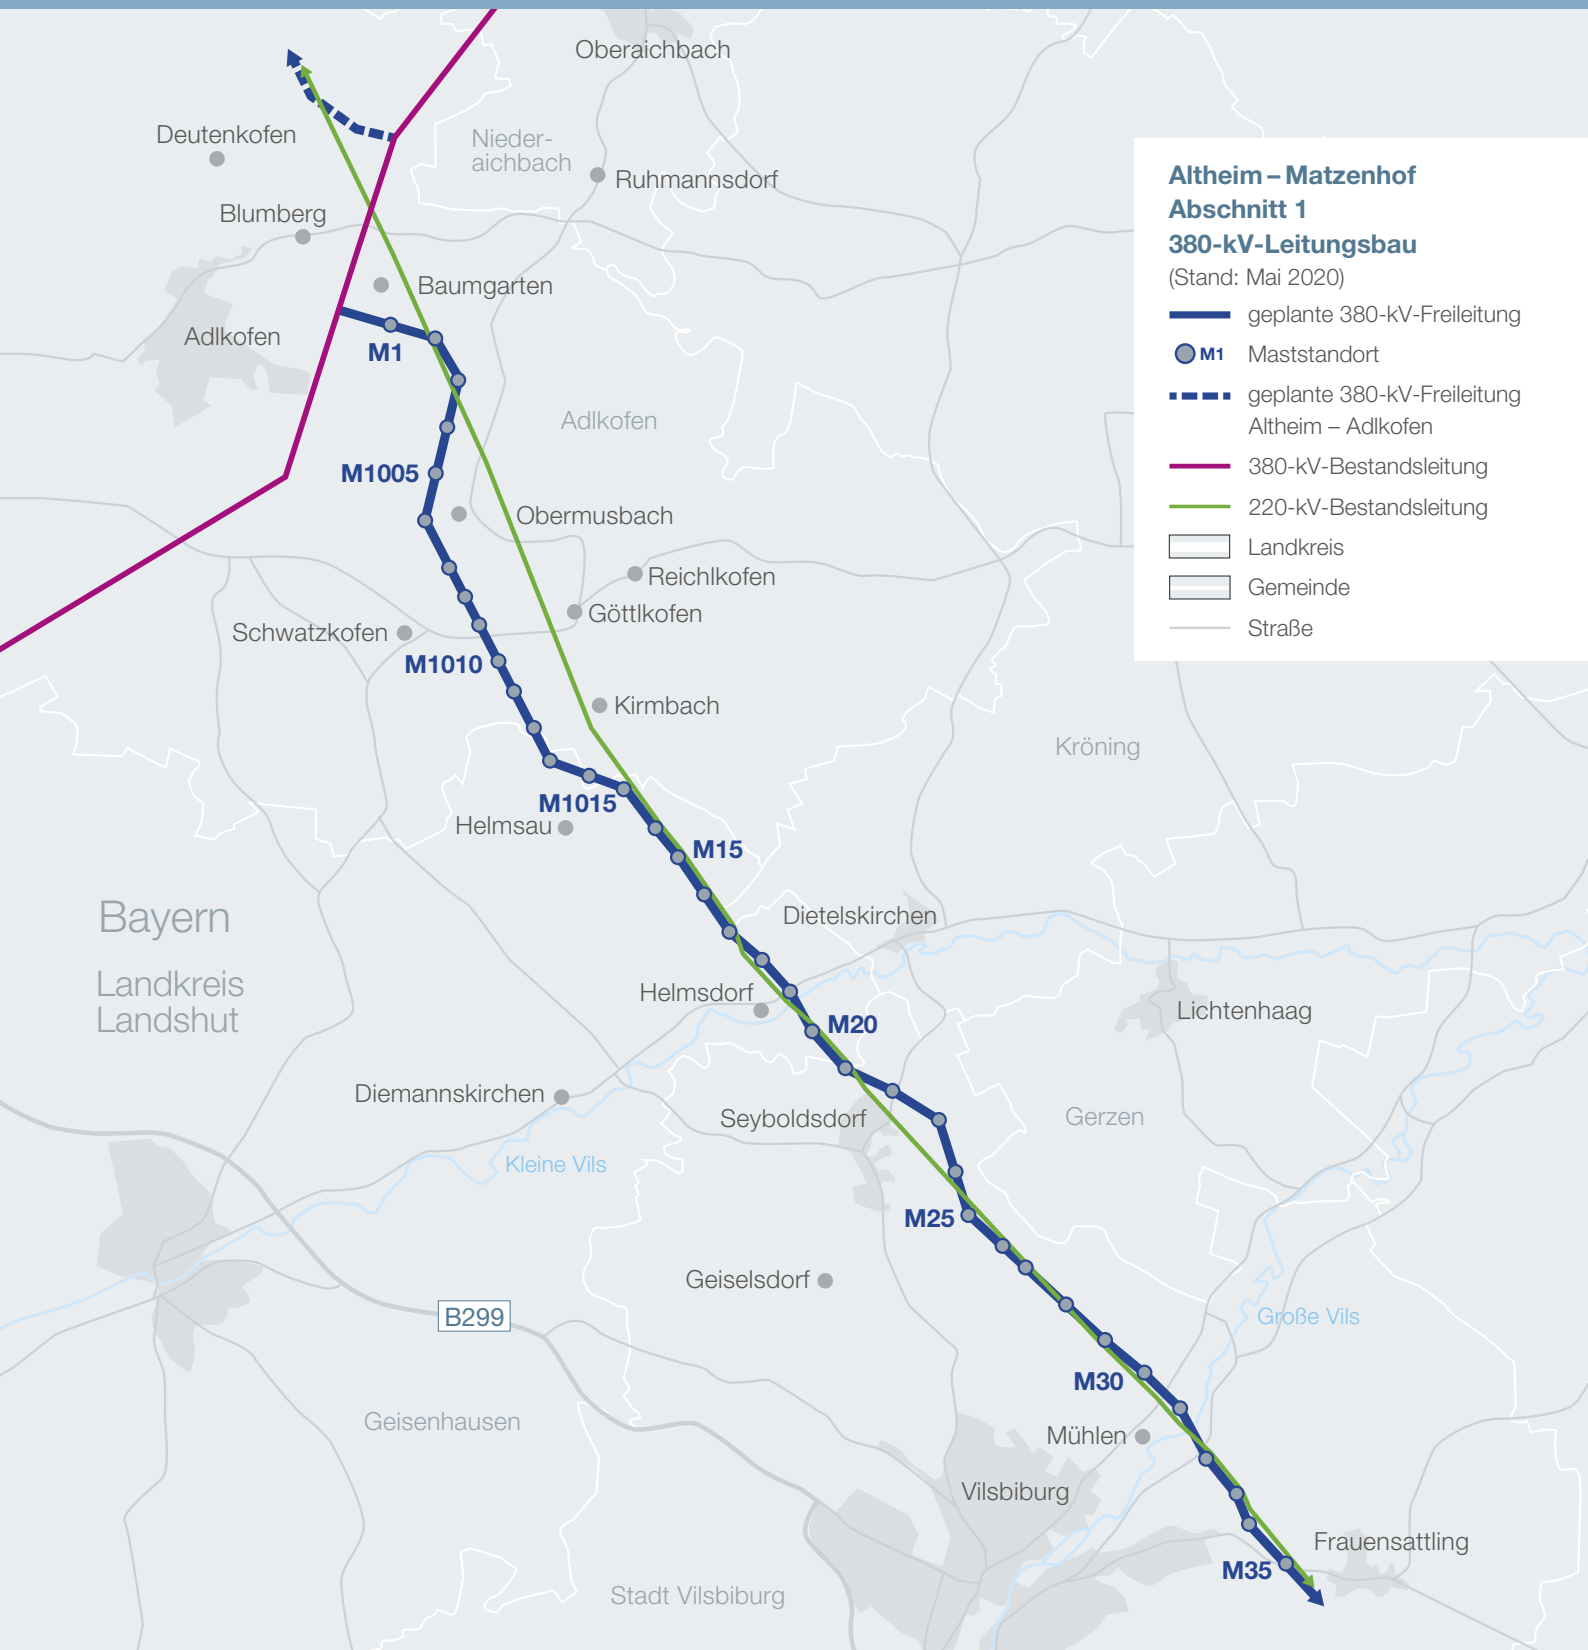 Oberaichbach
Deutenkofen
Nieder-
aichbach
Ruhmannsdorf
Blumberg
Baumgarten
Adlkofen
M1
Adlkofen
M1005
Obermusbach
Reichlkofen
Göttlkofen
Schwatzkofen
M1010
Kirmbach
Kröning
M1015
Helmsau
M15
Bayern
Landkreis
Landshut
Dietelskirchen
Helmsdorf
M20
Lichtenhaag
Diemannskirchen
Seyboldsdorf
Gerzen
Kleine Vils
M25
Geiselsdorf
B299
Große Vils
M30
Geisenhausen
Mühlen
Vilsbiburg
Frauensattling
M35
Stadt Vilsbiburg
Altheim – Matzenhof
Abschnitt 1
380-kV-Leitungsbau
(Stand: Mai 2020)
geplante 380-kV-Freileitung
M1 Maststandort
geplante 380-kV-Freileitung
Altheim – Adlkofen
380-kV-Bestandsleitung
220-kV-Bestandsleitung
Landkreis
Gemeinde
Straße